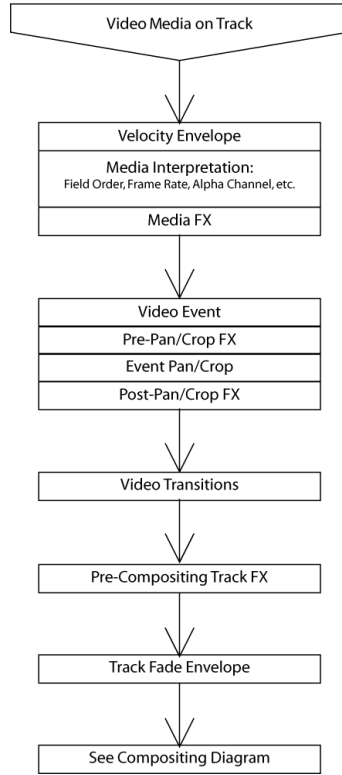 Video Media on Track
Velocity Envelope
Media Interpretation:
Field Order, Frame Rate, Alpha Channel, etc.
Media FX
Video Event
Pre-Pan/Crop FX
Event Pan/Crop
Post-Pan/Crop FX
Video Transitions
Pre-Compositing Track FX
Track Fade Envelope
See Compositing Diagram